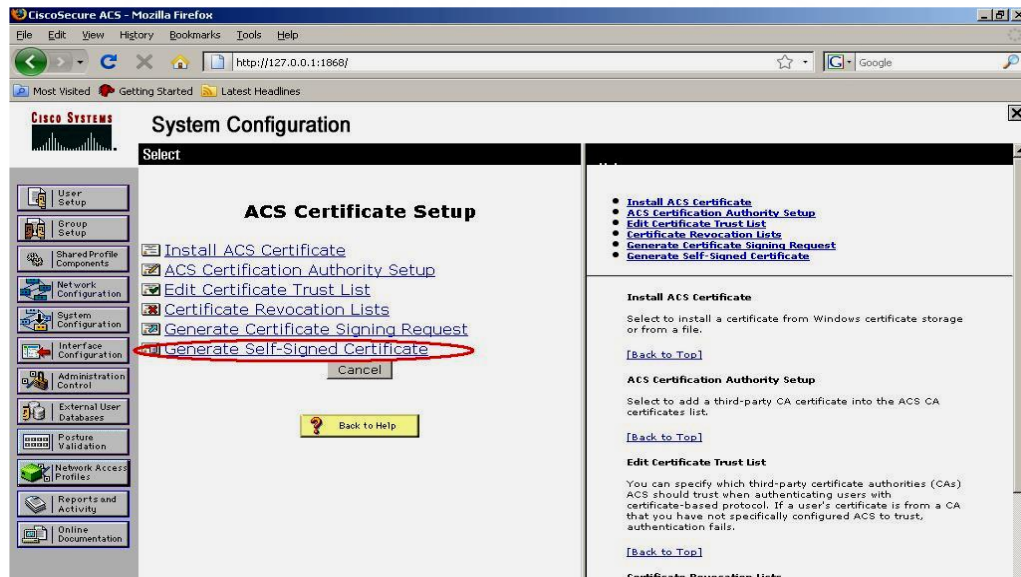 CiscoSecure ACS - Mozilla Firefox
File Edit View History Bookmarks Tools Help
http://127.0.0.1:1868/
Google
Most Visited Getting Started Latest Headlines
CISCO SYSTEMS
System Configuration
Select
User Setup
Group Setup
Shared Profile Components
Network Configuration
System Configuration
Interface Configuration
Administration Control
External User Databases
Posture Validation
Network Access Profiles
Reports and Activity
Online Documentation
ACS Certificate Setup
Install ACS Certificate
ACS Certification Authority Setup
Edit Certificate Trust List
Certificate Revocation Lists
Generate Certificate Signing Request
Generate Self-Signed Certificate
Cancel
Back to Help
Install ACS Certificate
ACS Certification Authority Setup
Edit Certificate Trust List
Certificate Revocation Lists
Generate Certificate Signing Request
Generate Self-Signed Certificate
Install ACS Certificate
Select to install a certificate from Windows certificate storage
or from a file.
[Back to Top]
ACS Certification Authority Setup
Select to add a third-party CA certificate into the ACS CA
certificates list.
[Back to Top]
Edit Certificate Trust List
You can specify which third-party certificate authorities (CAs)
ACS should trust when authenticating users with
certificate-based protocol. If a user's certificate is from a CA
that you have not specifically configured ACS to trust,
authentication fails.
[Back to Top]
Certificate Revocation Lists